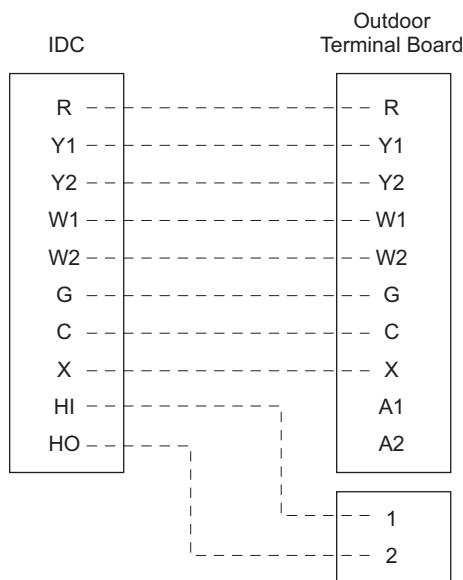 IDC
Outdoor
Terminal Board
R R
Y1 Y1
Y2 Y2
W1 W1
W2 W2
G G
C C
X X
HI A1
HO A2
1
2